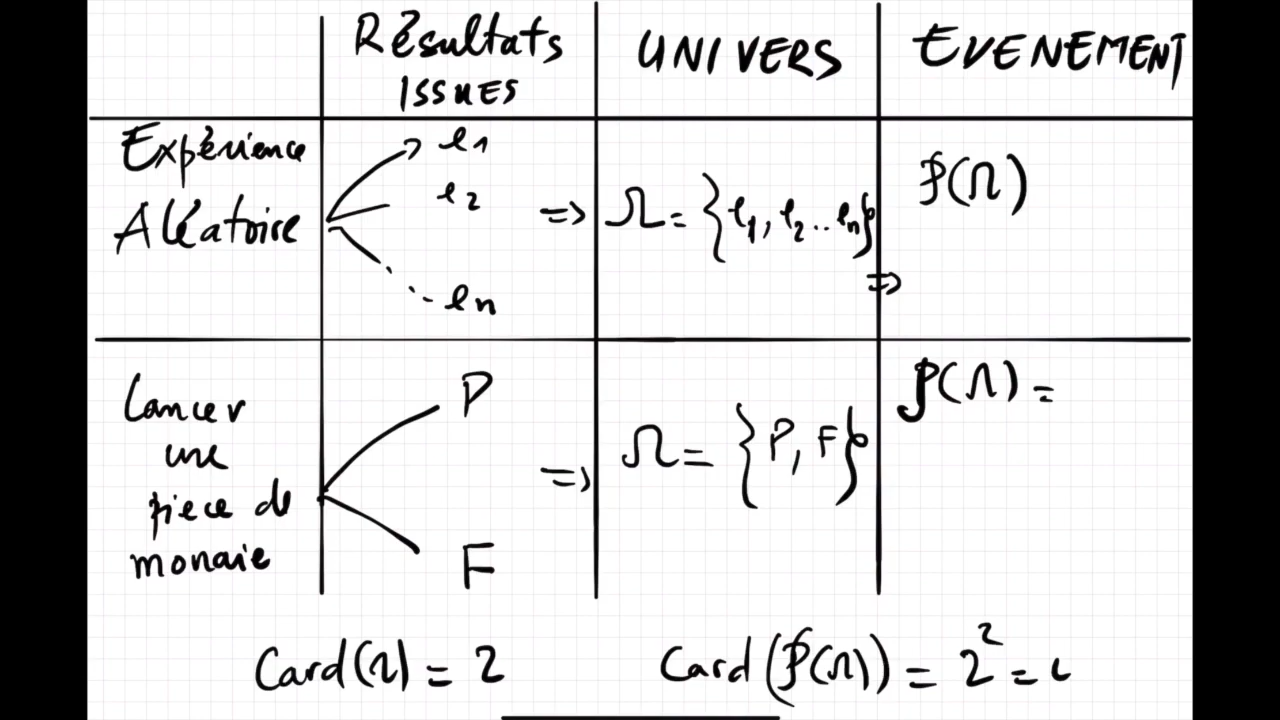 Résultats
ISSUES
UNIVERS
EVENEMENT
Expérience
Aléatoire
e1
e2
en
=> Ω = {e1, e2 .. en}
=>
P(Ω)
Lancer
une
pièce de
monaie
P
F
=> Ω = {P, F}
P(Ω) =
Card(Ω) = 2
Card(P(Ω)) = 2² =